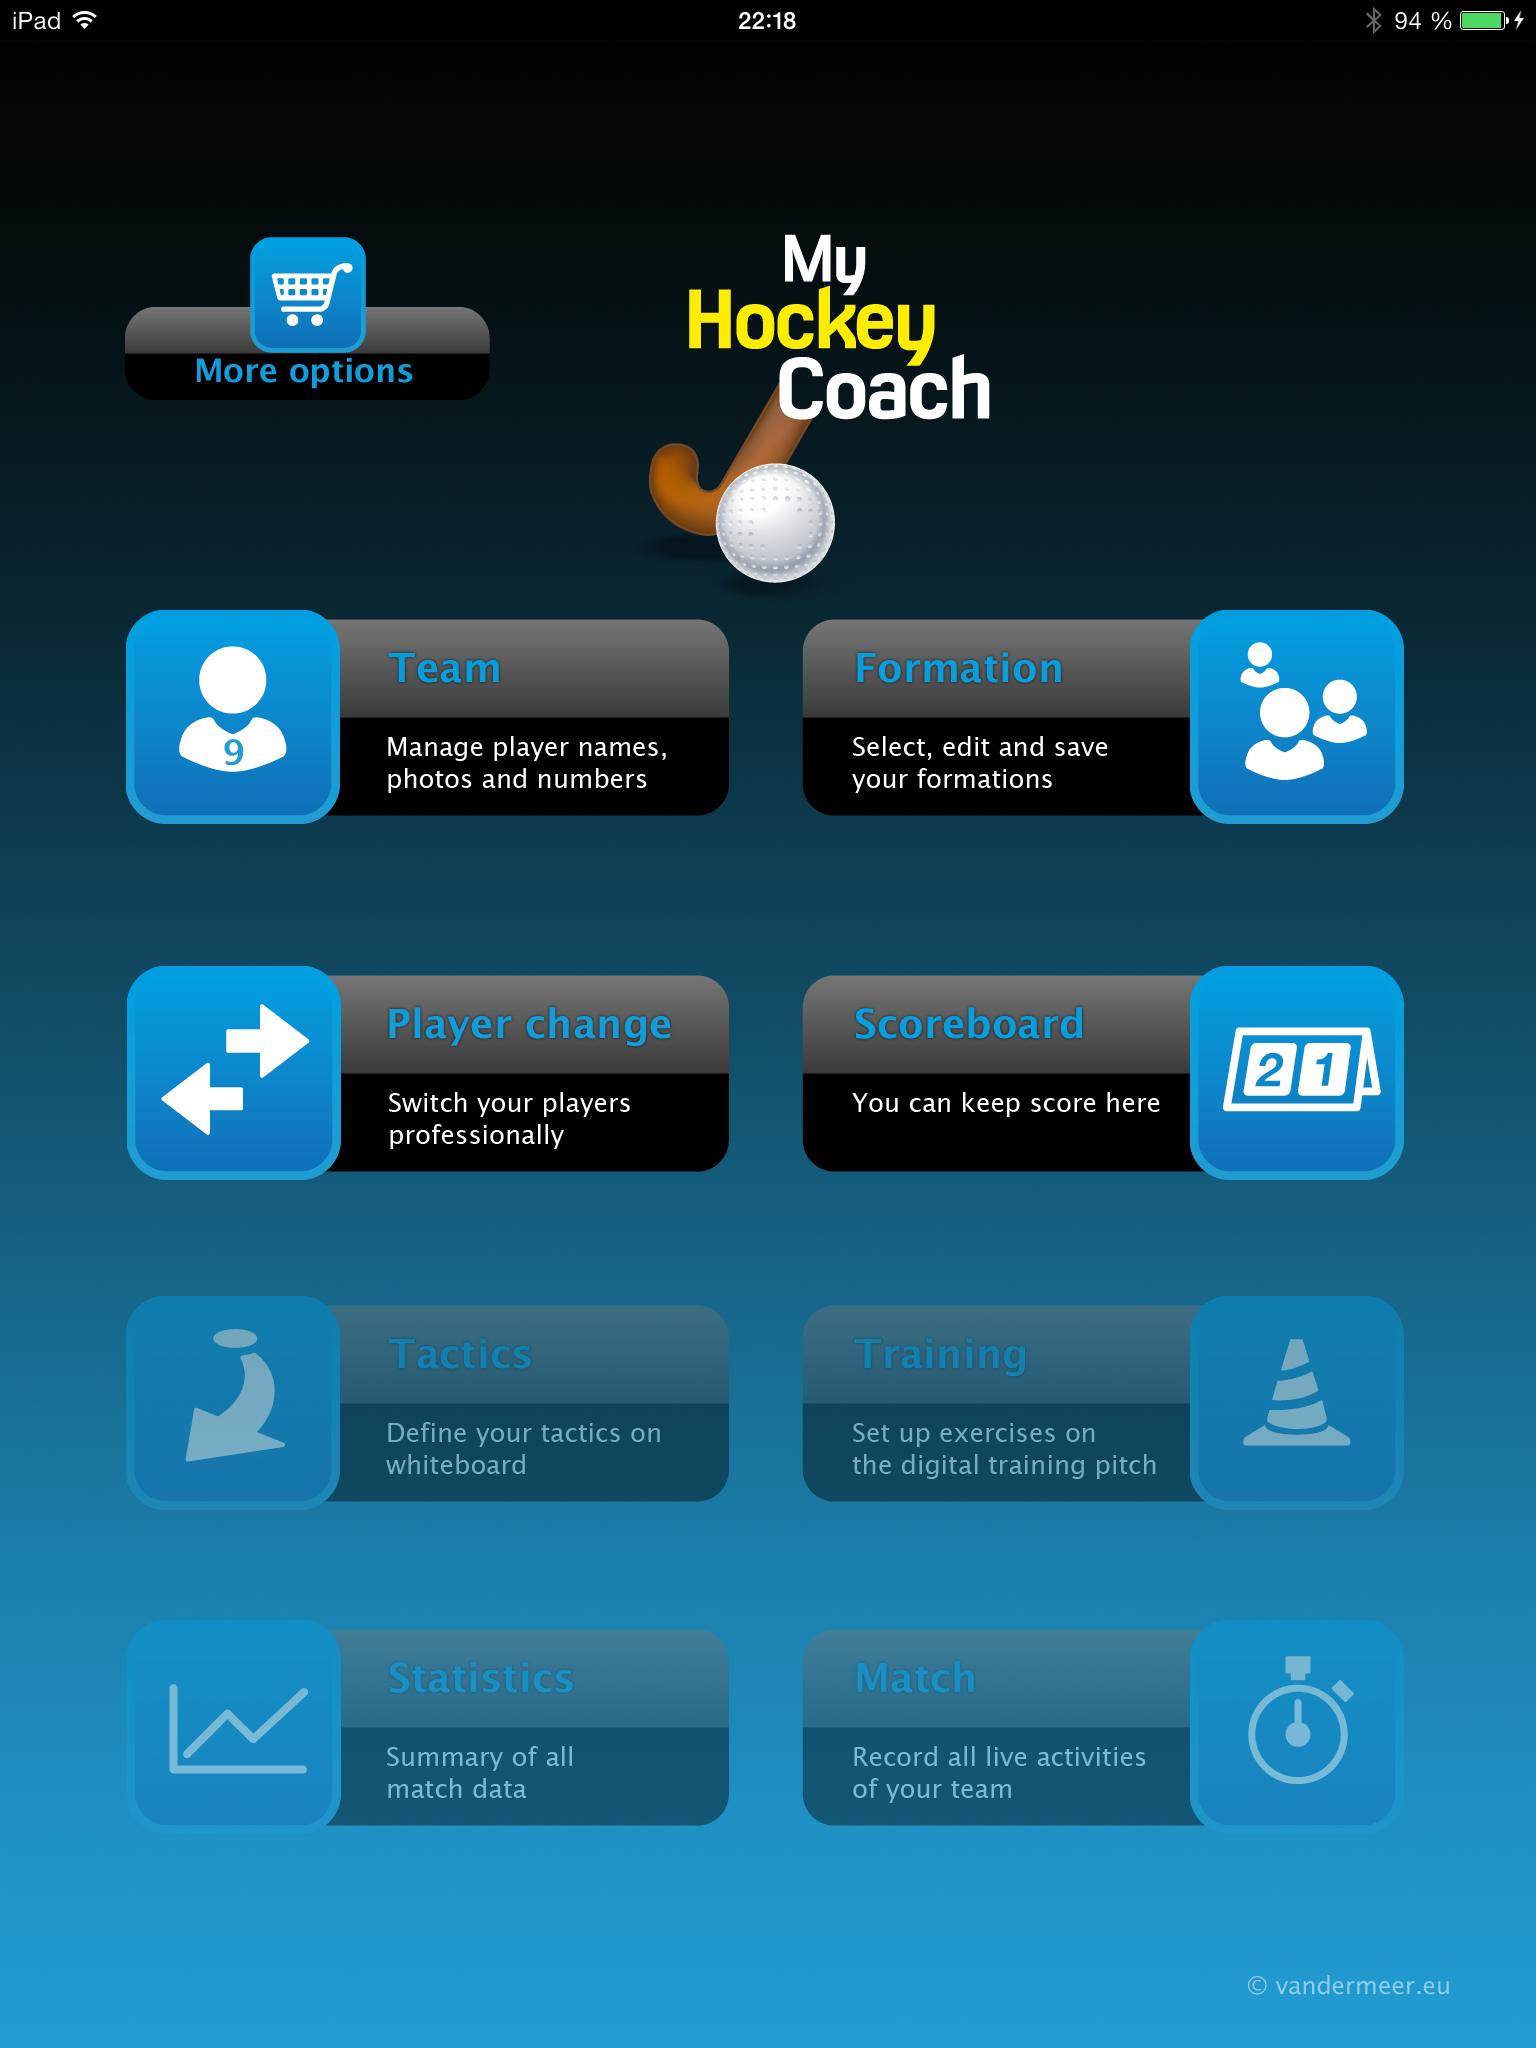 iPad
22:18
94 %
My
Hockey
Coach
More options
Team
Manage player names,
photos and numbers
9
Formation
Select, edit and save
your formations
Player change
Switch your players
professionally
Scoreboard
You can keep score here
2 1
Tactics
Define your tactics on
whiteboard
Training
Set up exercises on
the digital training pitch
Statistics
Summary of all
match data
Match
Record all live activities
of your team
© vandermeer.eu